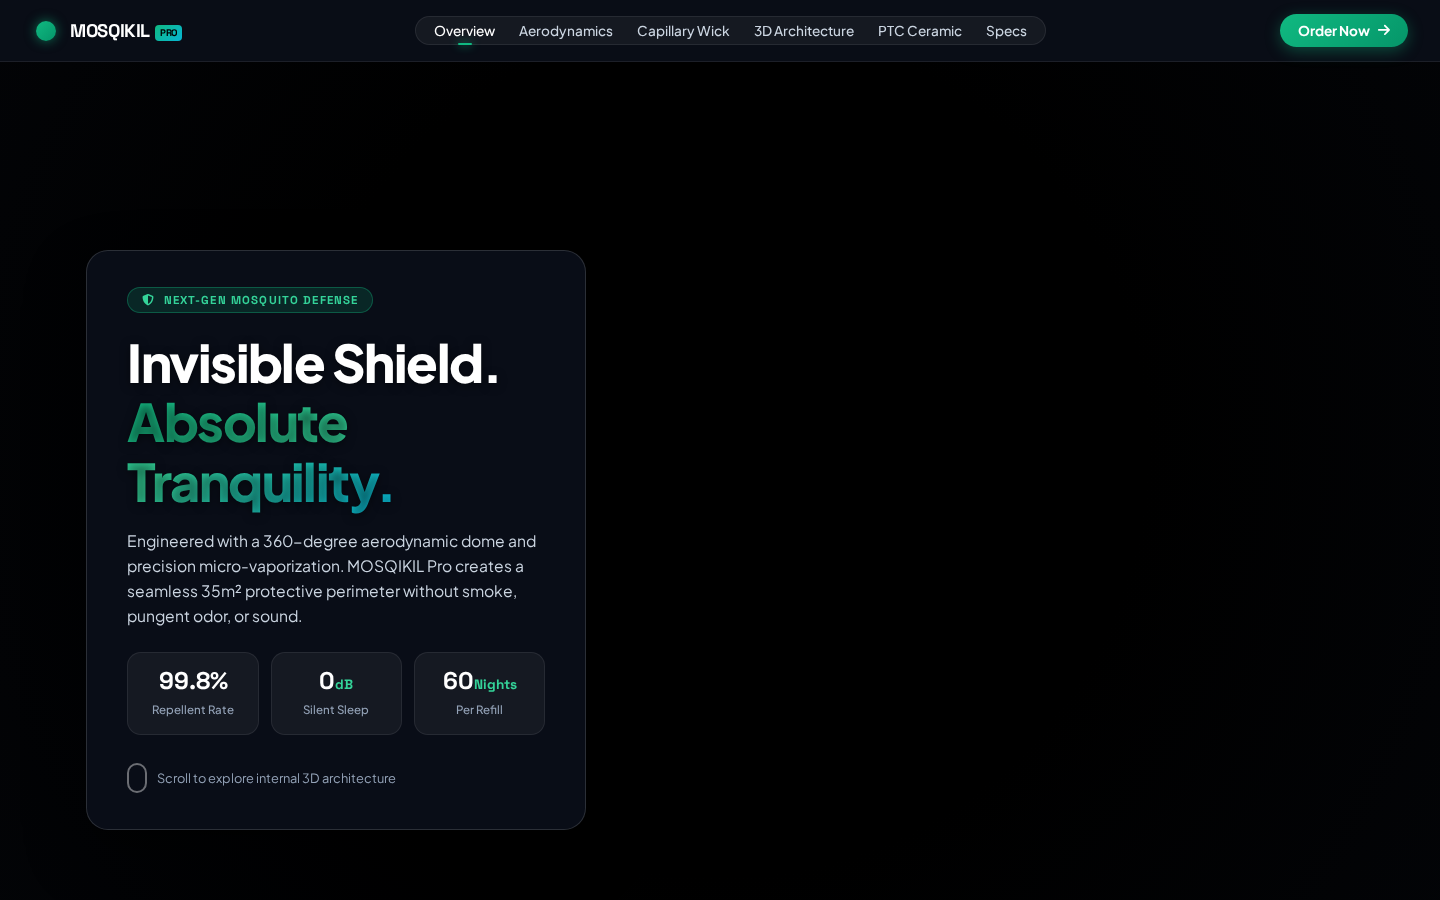 MOSQIKIL PRO
Overview Aerodynamics Capillary Wick 3D Architecture PTC Ceramic Specs
Order Now →
NEXT-GEN MOSQUITO DEFENSE
Invisible Shield.
Absolute
Tranquility.
Engineered with a 360-degree aerodynamic dome and
precision micro-vaporization. MOSQIKIL Pro creates a
seamless 35m² protective perimeter without smoke,
pungent odor, or sound.
99.8% 0dB 60Nights
Repellent Rate Silent Sleep Per Refill
Scroll to explore internal 3D architecture